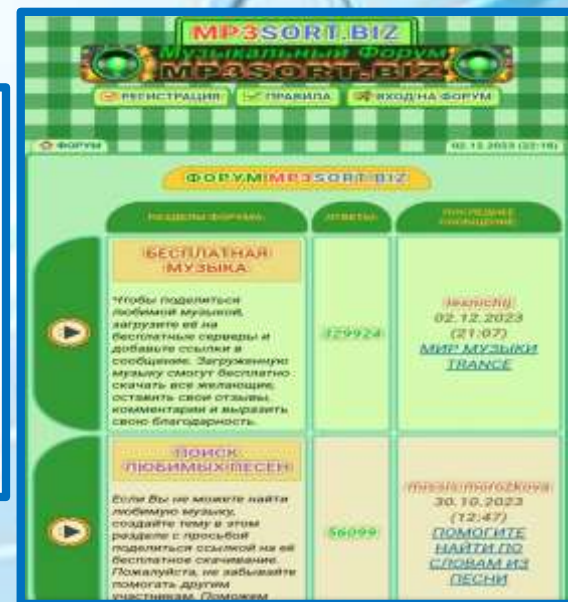 MP3SORT.BIZ
Музыкальный Форум
MP3SORT.BIZ
РЕГИСТРАЦИЯ
ПРАВИЛА
ВХОД НА ФОРУМ
ФОРУМ
02.12.2023 (22:18)
ФОРУМ MP3SORT.BIZ
РАЗДЕЛЫ ФОРУМА:
ОТВЕТЫ:
ПОСЛЕДНЕЕ
СООБЩЕНИЕ:
БЕСПЛАТНАЯ
МУЗЫКА
Чтобы поделиться
любимой музыкой,
загрузите её на
бесплатные серверы и
добавьте ссылки в
сообщение. Загруженную
музыку смогут бесплатно
скачать все желающие,
оставить свои отзывы,
комментарии и выразить
свою благодарность.
329924
02.12.2023
(21:07)
МИР МУЗЫКИ
TRANCE
ПОИСК
ЛЮБИМЫХ ПЕСЕН
Если Вы не можете найти
любимую музыку,
создайте тему в этом
разделе с просьбой
поделиться ссылкой на её
бесплатное скачивание.
Пожалуйста, не забывайте
помогать другим
участникам. Поможем
56099
missis morozkova
30.10.2023
(12:47)
ПОМОГИТЕ
НАЙТИ ПО
СЛОВАМ ИЗ
ПЕСНИ